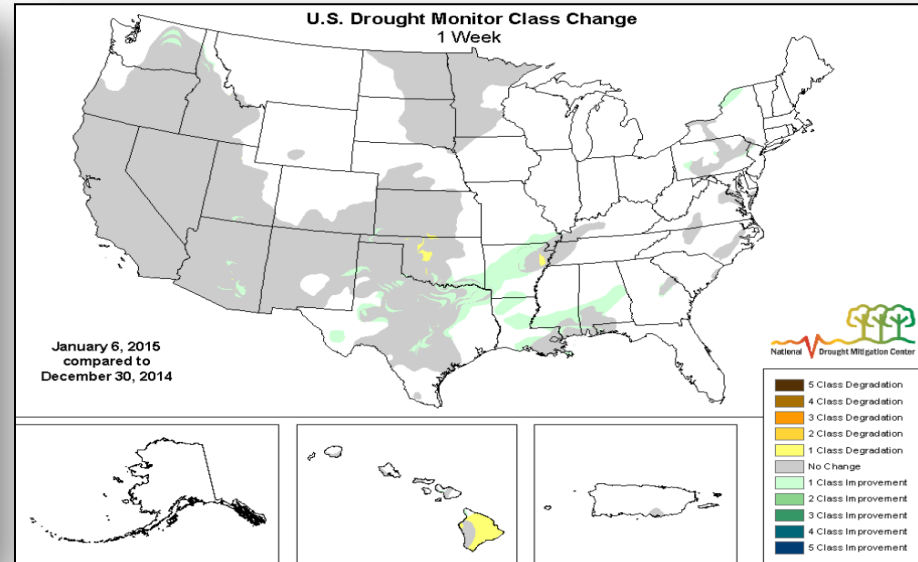 U.S. Drought Monitor Class Change
1 Week
January 6, 2015
compared to
December 30, 2014
National Drought Mitigation Center
5 Class Degradation
4 Class Degradation
3 Class Degradation
2 Class Degradation
1 Class Degradation
No Change
1 Class Improvement
2 Class Improvement
3 Class Improvement
4 Class Improvement
5 Class Improvement